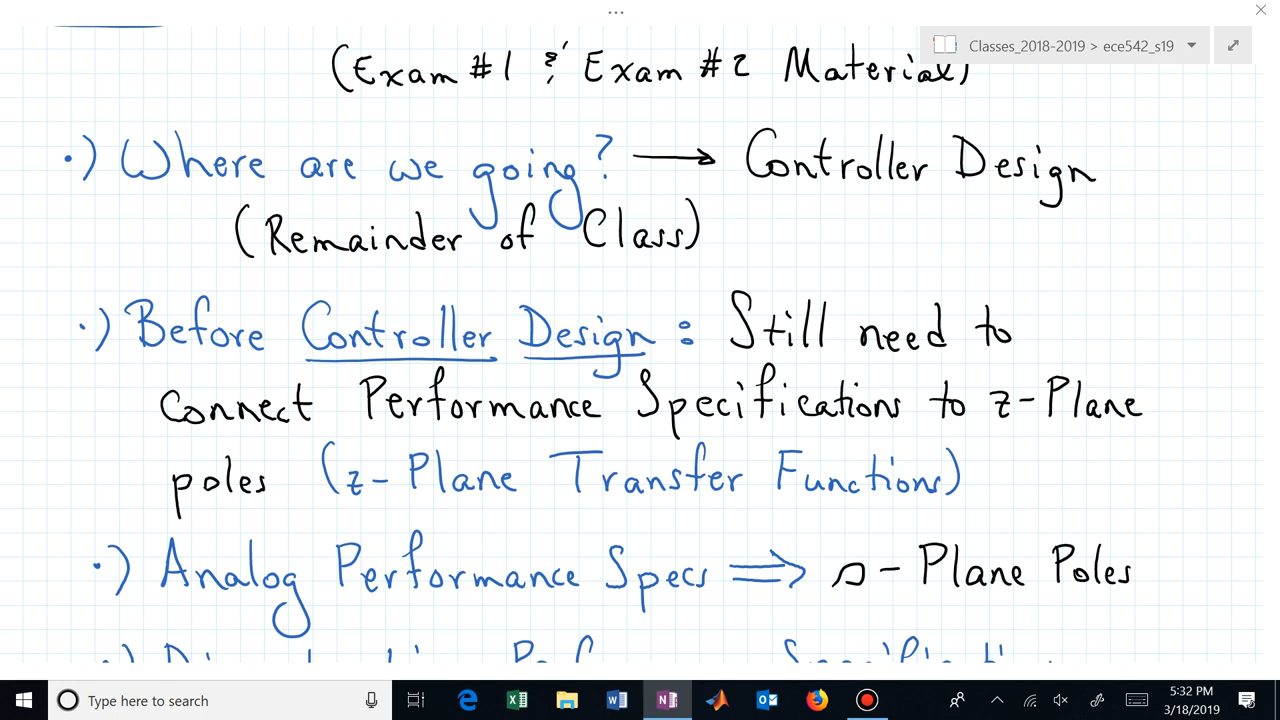 Classes_2018-2019 > ece542_s19
(Exam #1 & Exam #2 Material)
·) Where are we going? → Controller Design
(Remainder of Class)
·) Before Controller Design : Still need to
connect Performance Specifications to z-Plane
poles (z-Plane Transfer Functions)
·) Analog Performance Specs ⇒ s-Plane Poles
Type here to search
5:32 PM
3/18/2019